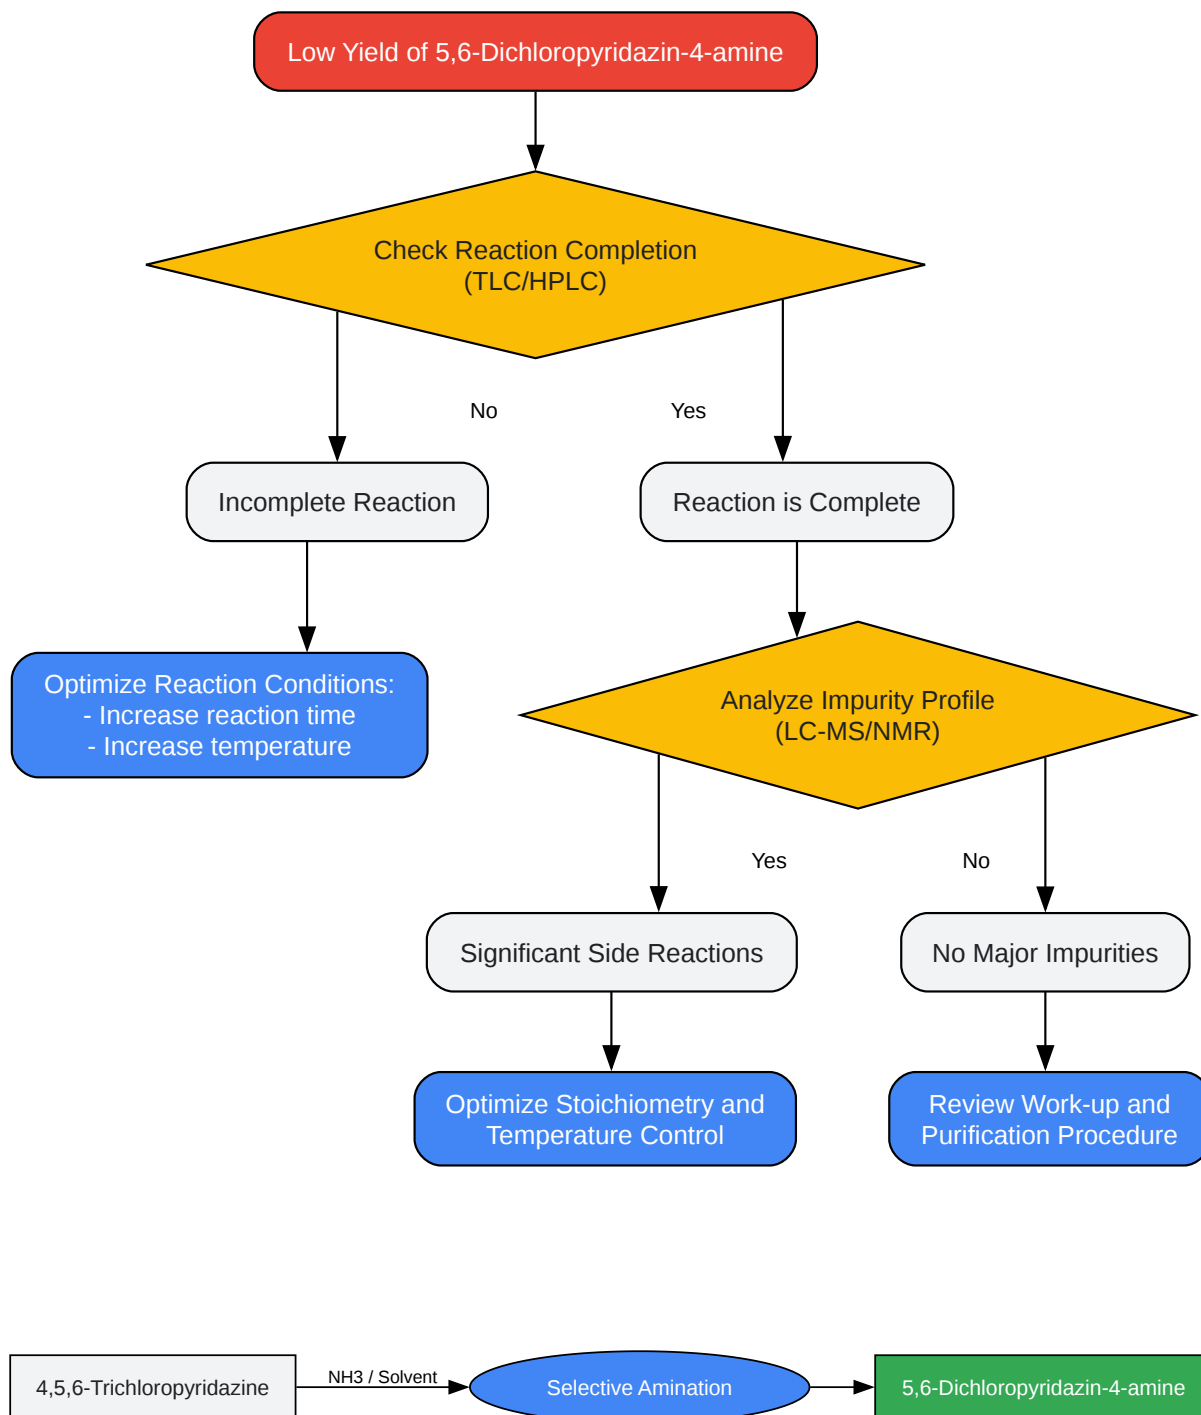 Low Yield of 5,6-Dichloropyridazin-4-amine
Check Reaction Completion
(TLC/HPLC)
No
Yes
Incomplete Reaction
Reaction is Complete
Optimize Reaction Conditions:
- Increase reaction time
- Increase temperature
Analyze Impurity Profile
(LC-MS/NMR)
Yes
No
Significant Side Reactions
No Major Impurities
Optimize Stoichiometry and
Temperature Control
Review Work-up and
Purification Procedure
4,5,6-Trichloropyridazine
NH3 / Solvent
Selective Amination
5,6-Dichloropyridazin-4-amine